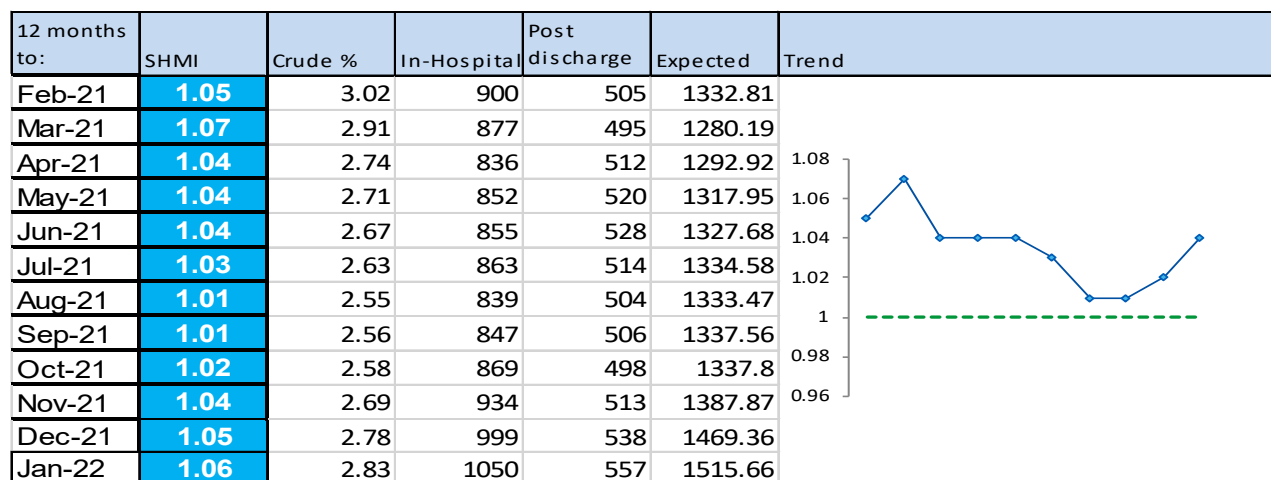 12 months to: SHMI Crude % In-Hospital Post discharge Expected Trend
Feb-21 1.05 3.02 900 505 1332.81
Mar-21 1.07 2.91 877 495 1280.19
Apr-21 1.04 2.74 836 512 1292.92
May-21 1.04 2.71 852 520 1317.95
Jun-21 1.04 2.67 855 528 1327.68
Jul-21 1.03 2.63 863 514 1334.58
Aug-21 1.01 2.55 839 504 1333.47
Sep-21 1.01 2.56 847 506 1337.56
Oct-21 1.02 2.58 869 498 1337.8
Nov-21 1.04 2.69 934 513 1387.87
Dec-21 1.05 2.78 999 538 1469.36
Jan-22 1.06 2.83 1050 557 1515.66
1.08
1.06
1.04
1.02
1
0.98
0.96